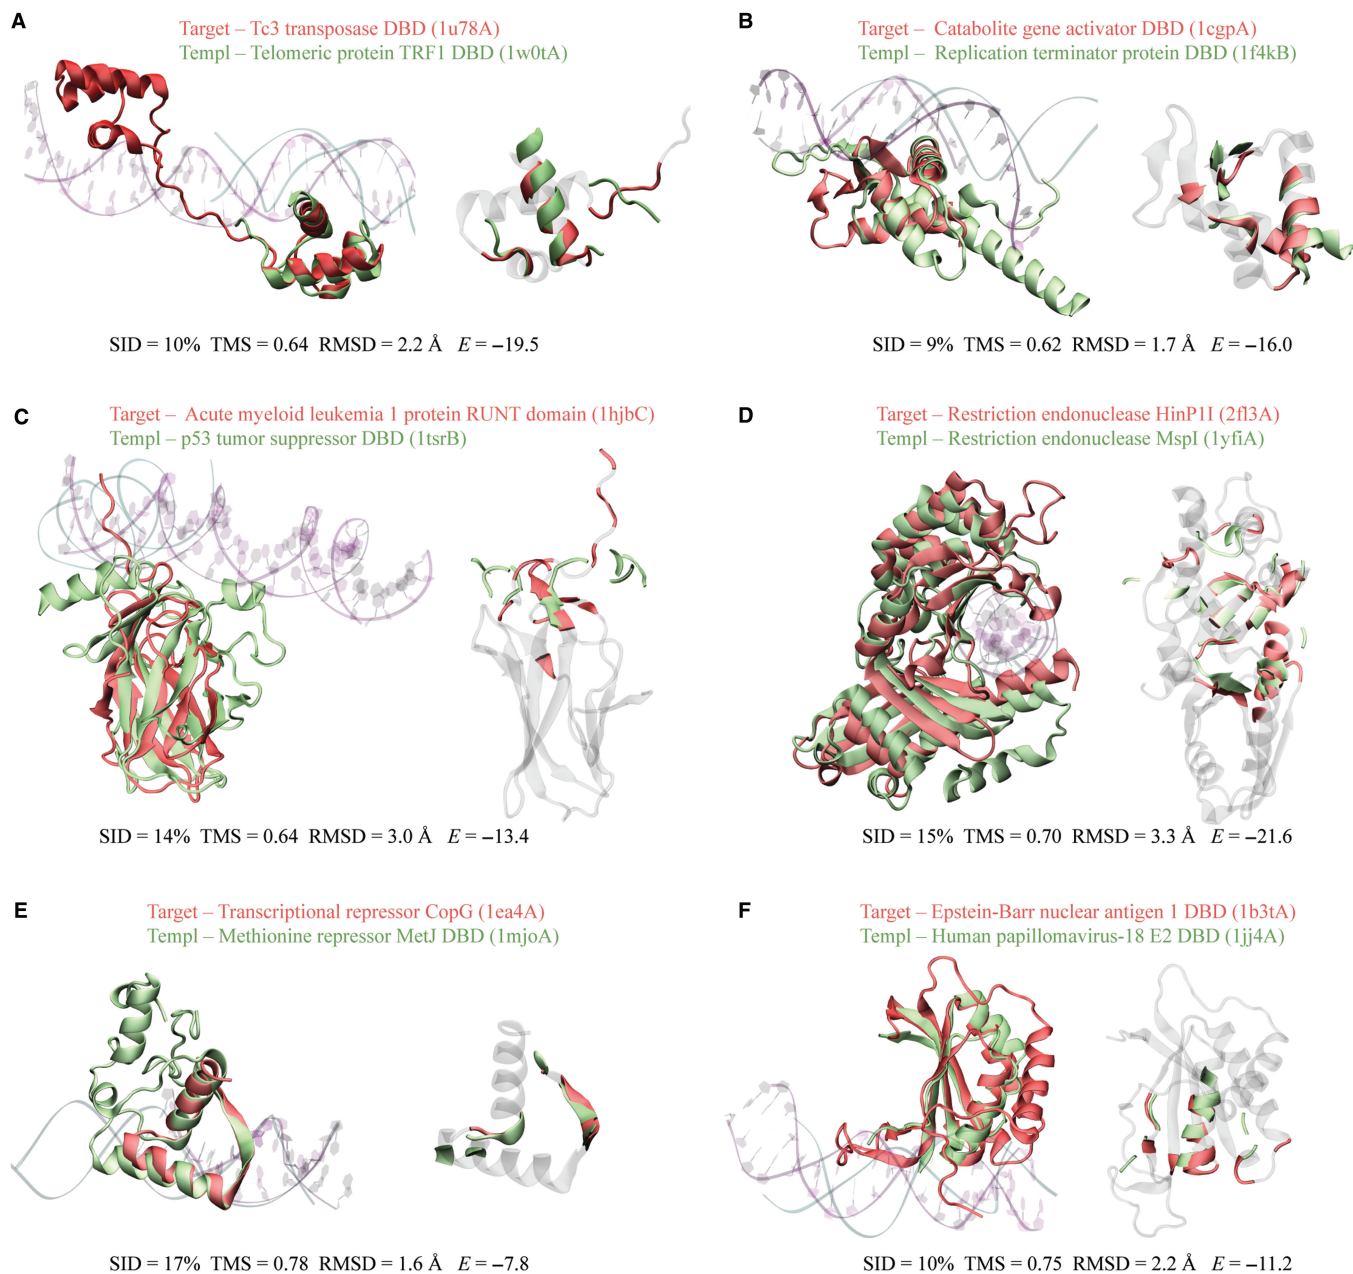 A
Target – Tc3 transposase DBD (1u78A)
Templ – Telomeric protein TRF1 DBD (1w0tA)
SID = 10% TMS = 0.64 RMSD = 2.2 Å E = −19.5
B
Target – Catabolite gene activator DBD (1cgpA)
Templ – Replication terminator protein DBD (1f4kB)
SID = 9% TMS = 0.62 RMSD = 1.7 Å E = −16.0
C
Target – Acute myeloid leukemia 1 protein RUNT domain (1hjbC)
Templ – p53 tumor suppressor DBD (1tsrB)
SID = 14% TMS = 0.64 RMSD = 3.0 Å E = −13.4
D
Target – Restriction endonuclease HinP1I (2fl3A)
Templ – Restriction endonuclease MspI (1yfiA)
SID = 15% TMS = 0.70 RMSD = 3.3 Å E = −21.6
E
Target – Transcriptional repressor CopG (1ea4A)
Templ – Methionine repressor MetJ DBD (1mjoA)
SID = 17% TMS = 0.78 RMSD = 1.6 Å E = −7.8
F
Target – Epstein-Barr nuclear antigen 1 DBD (1b3tA)
Templ – Human papillomavirus-18 E2 DBD (1jj4A)
SID = 10% TMS = 0.75 RMSD = 2.2 Å E = −11.2